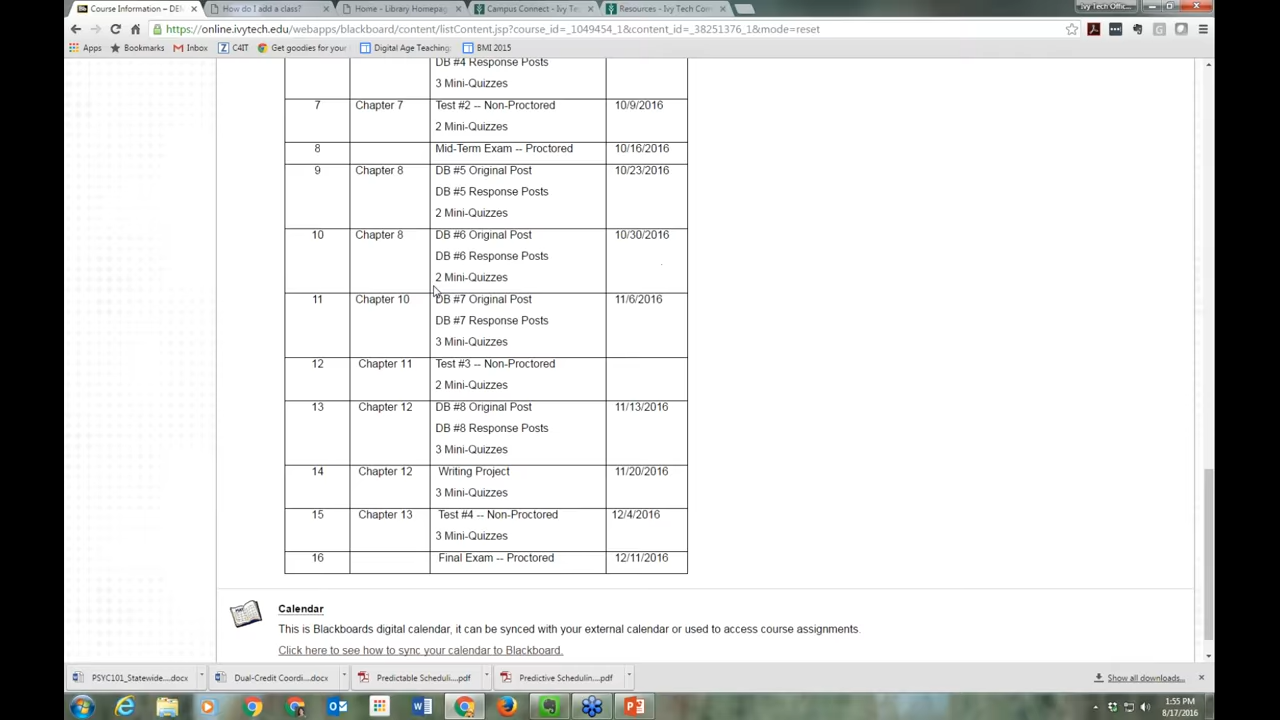 Course Information – DE
How do I add a class?
Home - Library Homepag
Campus Connect - Ivy Te
Resources - Ivy Tech Com
Ivy Tech Offic...
https://online.ivytech.edu/webapps/blackboard/content/listContent.jsp?course_id=_1049454_1&content_id=_38251376_1&mode=reset
Apps Bookmarks Inbox C4IT Get goodies for your Digital Age Teaching BMI 2015
DB #4 Response Posts
3 Mini-Quizzes
7 Chapter 7 Test #2 -- Non-Proctored 10/9/2016
2 Mini-Quizzes
8 Mid-Term Exam -- Proctored 10/16/2016
9 Chapter 8 DB #5 Original Post 10/23/2016
DB #5 Response Posts
2 Mini-Quizzes
10 Chapter 8 DB #6 Original Post 10/30/2016
DB #6 Response Posts
2 Mini-Quizzes
11 Chapter 10 DB #7 Original Post 11/6/2016
DB #7 Response Posts
3 Mini-Quizzes
12 Chapter 11 Test #3 -- Non-Proctored
2 Mini-Quizzes
13 Chapter 12 DB #8 Original Post 11/13/2016
DB #8 Response Posts
3 Mini-Quizzes
14 Chapter 12 Writing Project 11/20/2016
3 Mini-Quizzes
15 Chapter 13 Test #4 -- Non-Proctored 12/4/2016
3 Mini-Quizzes
16 Final Exam -- Proctored 12/11/2016
Calendar
This is Blackboards digital calendar, it can be synced with your external calendar or used to access course assignments.
Click here to see how to sync your calendar to Blackboard.
PSYC101_Statewide....docx Dual-Credit Coordi....docx Predictable Scheduli....pdf Predictive Schedulin....pdf Show all downloads...
1:55 PM
8/17/2016